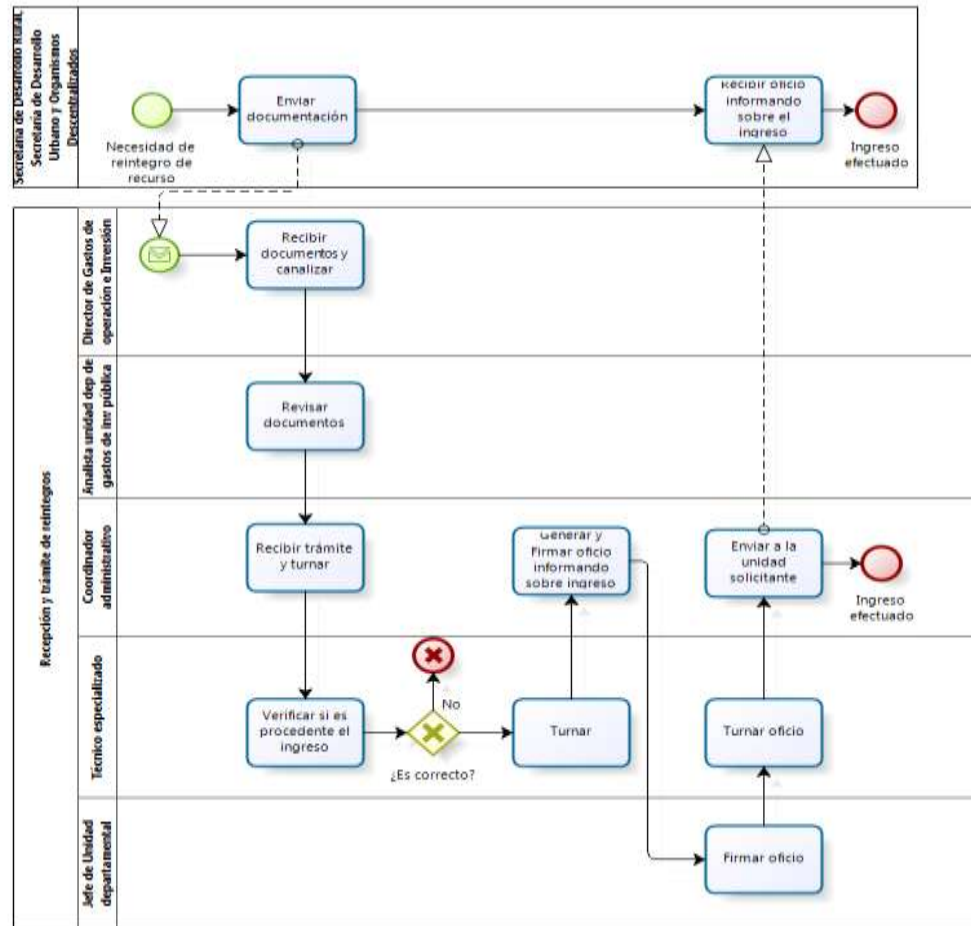 Secretaría de Desarrollo Rural,
Secretaría de Desarrollo
Urbano y Organismos
Descentralizados
Necesidad de
reintegro de
recurso
Enviar
documentación
Recibir oficio
informando
sobre el
ingreso
Ingreso
efectuado
Recepción y trámite de reintegros
Director de Gastos de
operación e Inversión
Recibir
documentos y
canalizar
Analista unidad dep de
gastos de inv pública
Revisar
documentos
Coordinador
administrativo
Recibir trámite
y turnar
Generar y
Firmar oficio
informando
sobre ingreso
Enviar a la
unidad
solicitante
Ingreso
efectuado
Técnico especializado
Verificar si es
procedente el
ingreso
No
¿Es correcto?
Turnar
Turnar oficio
Jefe de Unidad
departamental
Firmar oficio